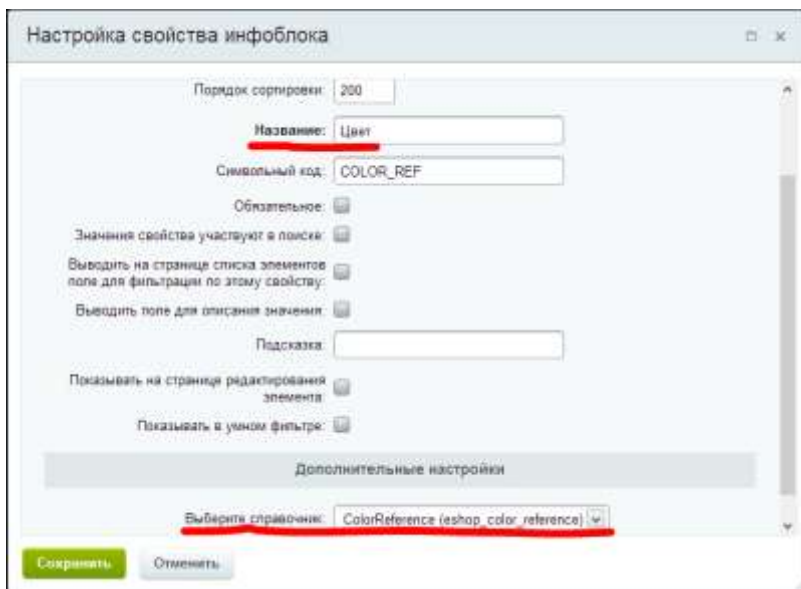 Настройка свойства инфоблока
Порядок сортировки: 200
Название: Цвет
Символьный код: COLOR_REF
Обязательное:
Значения свойства участвуют в поиске:
Выводить на странице списка элементов
поле для фильтрации по этому свойству:
Выводить поле для описания значения:
Подсказка:
Показывать на странице редактирования
элемента:
Показывать в умном фильтре:
Дополнительные настройки
Выберите справочник: ColorReference (eshop_color_reference)
Сохранить Отменить